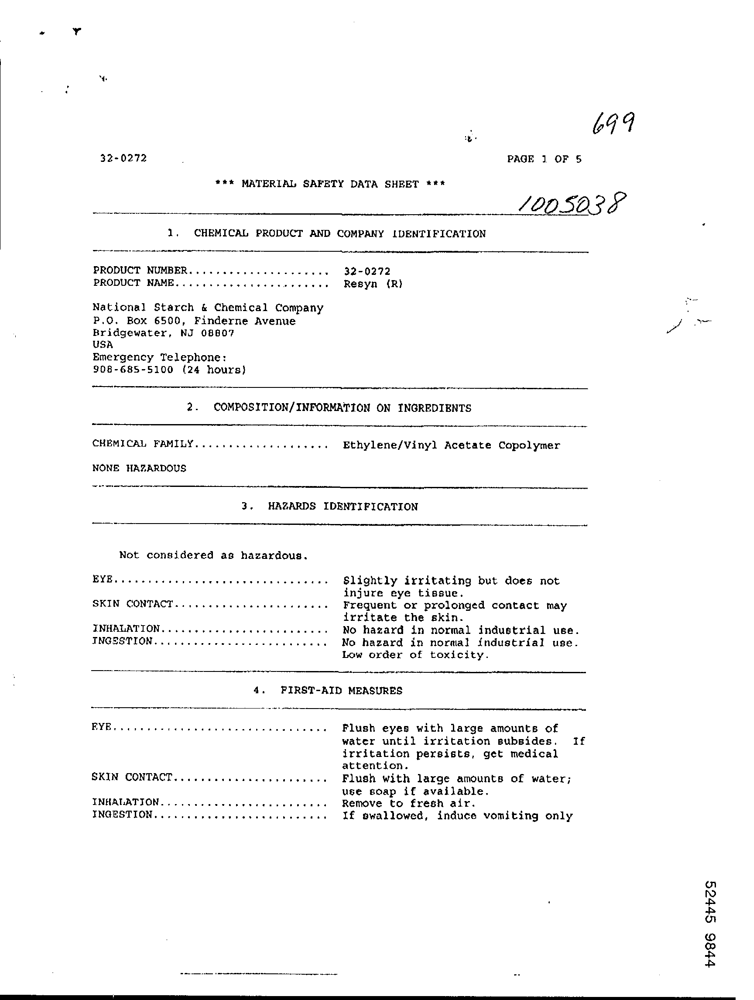 699
32-0272 PAGE 1 OF 5
*** MATERIAL SAFETY DATA SHEET ***
1005038
1. CHEMICAL PRODUCT AND COMPANY IDENTIFICATION
PRODUCT NUMBER..................... 32-0272
PRODUCT NAME....................... Resyn (R)
National Starch & Chemical Company
P.O. Box 6500, Finderne Avenue
Bridgewater, NJ 08807
USA
Emergency Telephone:
908-685-5100 (24 hours)
2. COMPOSITION/INFORMATION ON INGREDIENTS
CHEMICAL FAMILY.................... Ethylene/Vinyl Acetate Copolymer
NONE HAZARDOUS
3. HAZARDS IDENTIFICATION
Not considered as hazardous.
EYE................................ Slightly irritating but does not
injure eye tissue.
SKIN CONTACT....................... Frequent or prolonged contact may
irritate the skin.
INHALATION......................... No hazard in normal industrial use.
INGESTION.......................... No hazard in normal industrial use.
Low order of toxicity.
4. FIRST-AID MEASURES
EYE................................ Flush eyes with large amounts of
water until irritation subsides. If
irritation persists, get medical
attention.
SKIN CONTACT....................... Flush with large amounts of water;
use soap if available.
INHALATION......................... Remove to fresh air.
INGESTION.......................... If swallowed, induce vomiting only
52445 9844